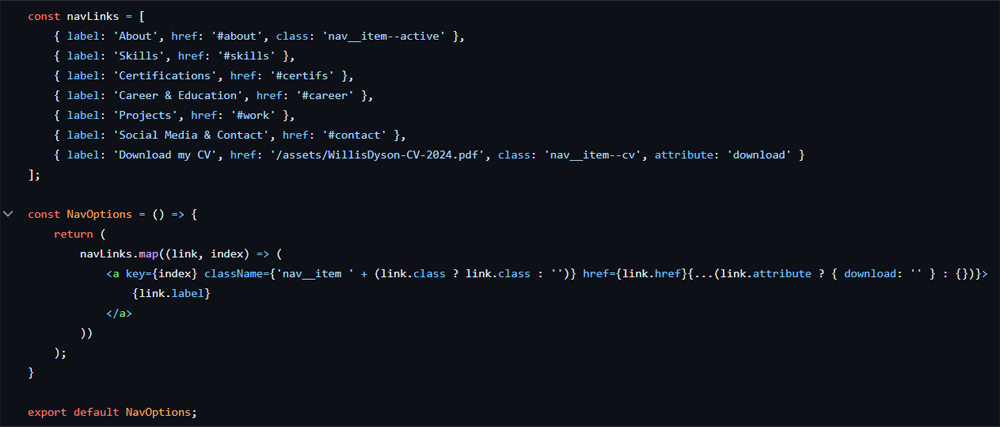 const navLinks = [
    { label: 'About', href: '#about', class: 'nav__item--active' },
    { label: 'Skills', href: '#skills' },
    { label: 'Certifications', href: '#certifs' },
    { label: 'Career & Education', href: '#career' },
    { label: 'Projects', href: '#work' },
    { label: 'Social Media & Contact', href: '#contact' },
    { label: 'Download my CV', href: '/assets/WillisDyson-CV-2024.pdf', class: 'nav__item--cv', attribute: 'download' }
];

const NavOptions = () => {
    return (
        navLinks.map((link, index) => (
            <a key={index} className={'nav__item ' + (link.class ? link.class : '')} href={link.href}{...(link.attribute ? { download: '' } : {})}>
                {link.label}
            </a>
        ))
    );
}

export default NavOptions;